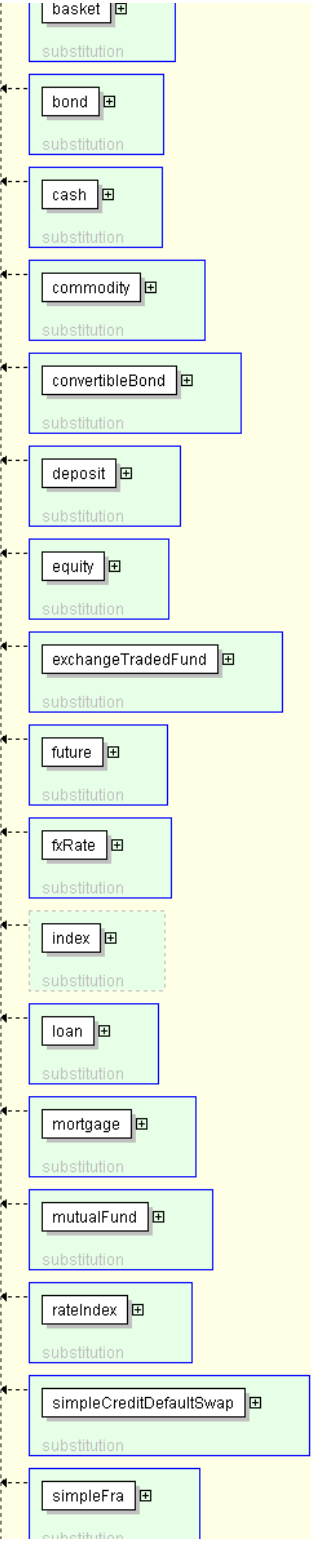 basket
substitution
bond
substitution
cash
substitution
commodity
substitution
convertibleBond
substitution
deposit
substitution
equity
substitution
exchangeTradedFund
substitution
future
substitution
fxRate
substitution
index
substitution
loan
substitution
mortgage
substitution
mutualFund
substitution
rateIndex
substitution
simpleCreditDefaultSwap
substitution
simpleFra
substitution